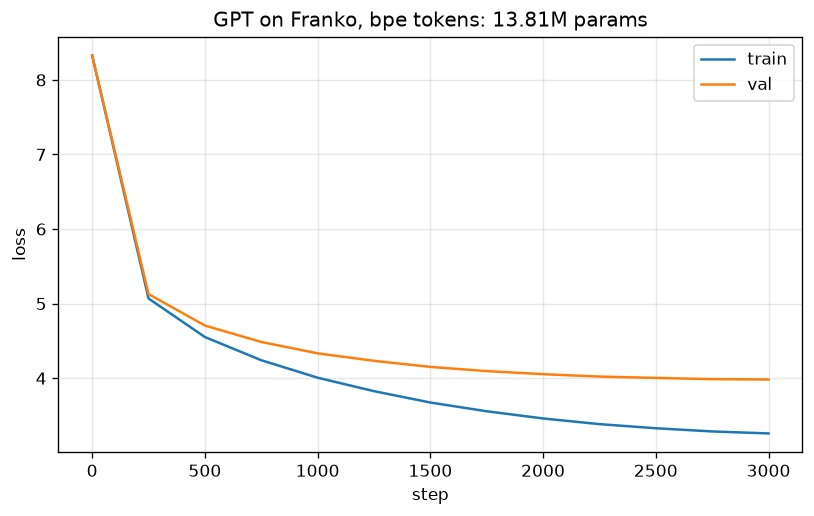 GPT on Franko, bpe tokens: 13.81M params
train
val
loss
8
7
6
5
4
0 500 1000 1500 2000 2500 3000
step